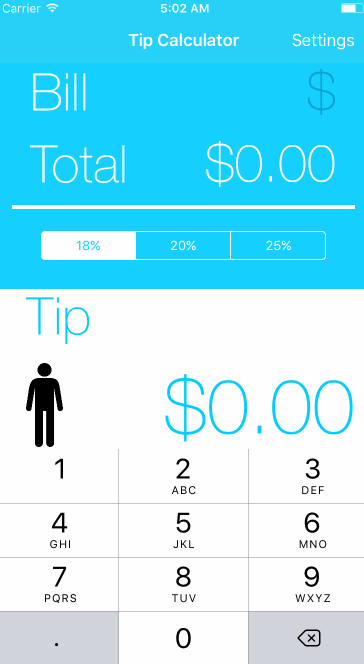 Carrier 5:02 AM
Tip Calculator Settings
Bill $
Total $0.00
18% 20% 25%
Tip
$0.00
1 2 3
ABC DEF
4 5 6
GHI JKL MNO
7 8 9
PQRS TUV WXYZ
. 0